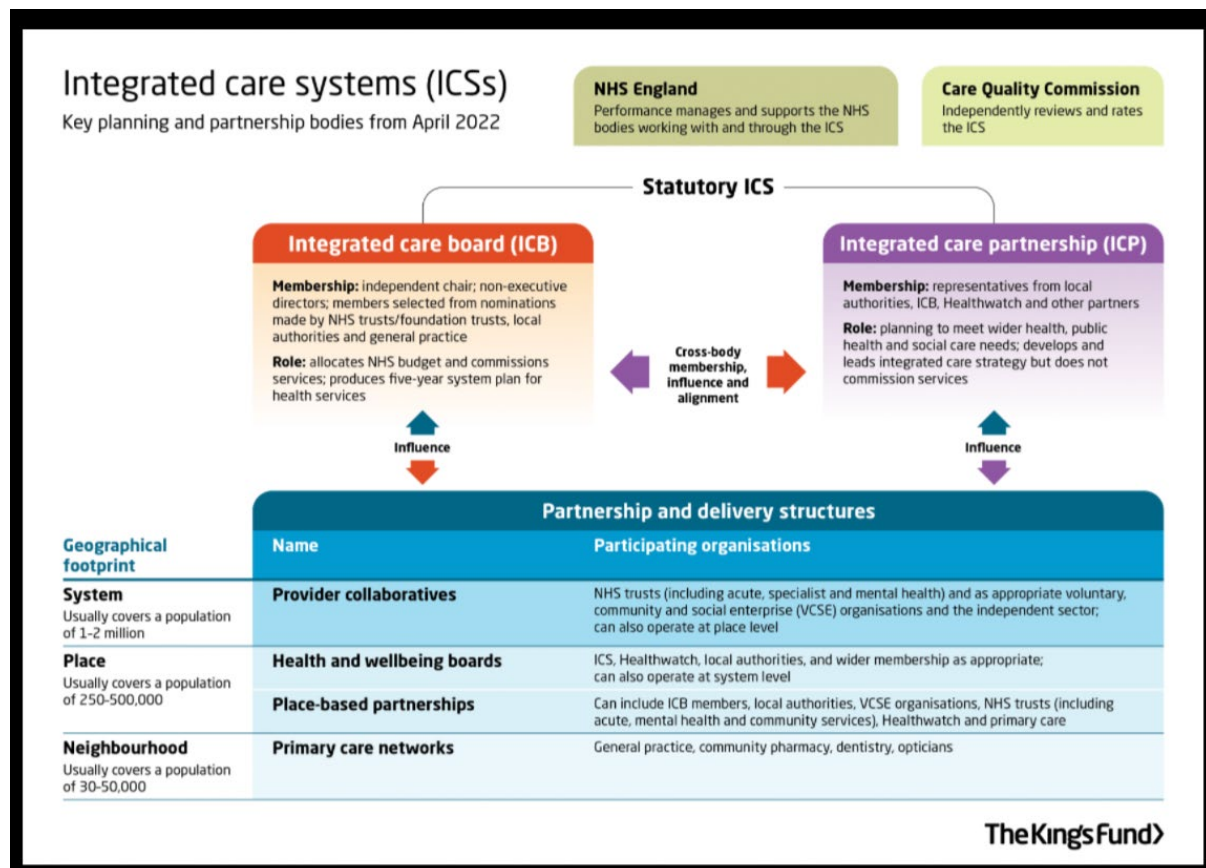 Integrated care systems (ICSs)
Key planning and partnership bodies from April 2022
NHS England
Performance manages and supports the NHS
bodies working with and through the ICS
Care Quality Commission
Independently reviews and rates
the ICS
Statutory ICS
Integrated care board (ICB)
Membership: independent chair; non-executive
directors; members selected from nominations
made by NHS trusts/foundation trusts, local
authorities and general practice
Role: allocates NHS budget and commissions
services; produces five-year system plan for
health services
Cross-body
membership,
influence and
alignment
Integrated care partnership (ICP)
Membership: representatives from local
authorities, ICB, Healthwatch and other partners
Role: planning to meet wider health, public
health and social care needs; develops and
leads integrated care strategy but does not
commission services
Influence
Influence
Partnership and delivery structures
Geographical
footprint
Name
Participating organisations
System
Usually covers a population
of 1-2 million
Provider collaboratives
NHS trusts (including acute, specialist and mental health) and as appropriate voluntary,
community and social enterprise (VCSE) organisations and the independent sector;
can also operate at place level
Place
Usually covers a population
of 250-500,000
Health and wellbeing boards
ICS, Healthwatch, local authorities, and wider membership as appropriate;
can also operate at system level
Place-based partnerships
Can include ICB members, local authorities, VCSE organisations, NHS trusts (including
acute, mental health and community services), Healthwatch and primary care
Neighbourhood
Usually covers a population
of 30-50,000
Primary care networks
General practice, community pharmacy, dentistry, opticians
The King's Fund